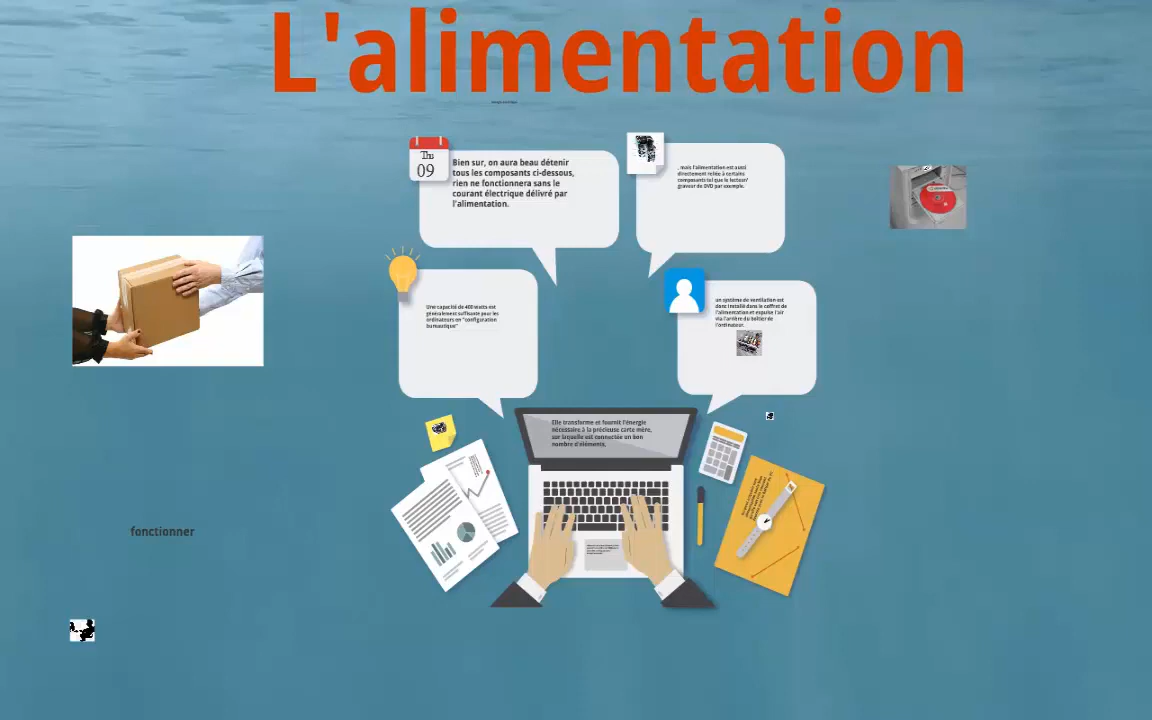 L'alimentation
Thu
09
Bien sur, on aura beau détenir
tous les composants ci-dessous,
rien ne fonctionnera sans le
courant électrique délivré par
l'alimentation.
, mais l'alimentation est aussi
directement reliée à certains
composants tel que le lecteur/
graveur de DVD par exemple.
Une capacité de 400 watts est
généralement suffisante pour les
ordinateurs en "configuration
bureautique"
un système de ventilation est
donc installé dans le coffret de
l'alimentation et expulse l'air
via l'arrière du boîtier de
l'ordinateur.
Elle transforme et fournit l'énergie
nécessaire à la précieuse carte mère,
sur laquelle est connectée un bon
nombre d'éléments,
fonctionner